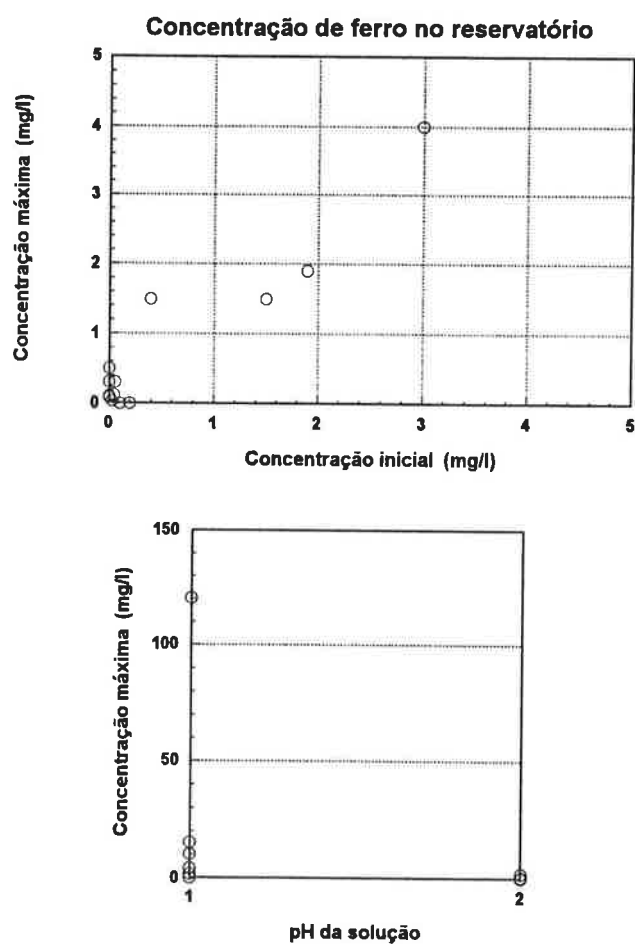 Concentração de ferro no reservatório
Concentração máxima (mg/l)
5
4
3
2
1
0
0 1 2 3 4 5
Concentração inicial (mg/l)
Concentração máxima (mg/l)
150
100
50
0
1 2
pH da solução